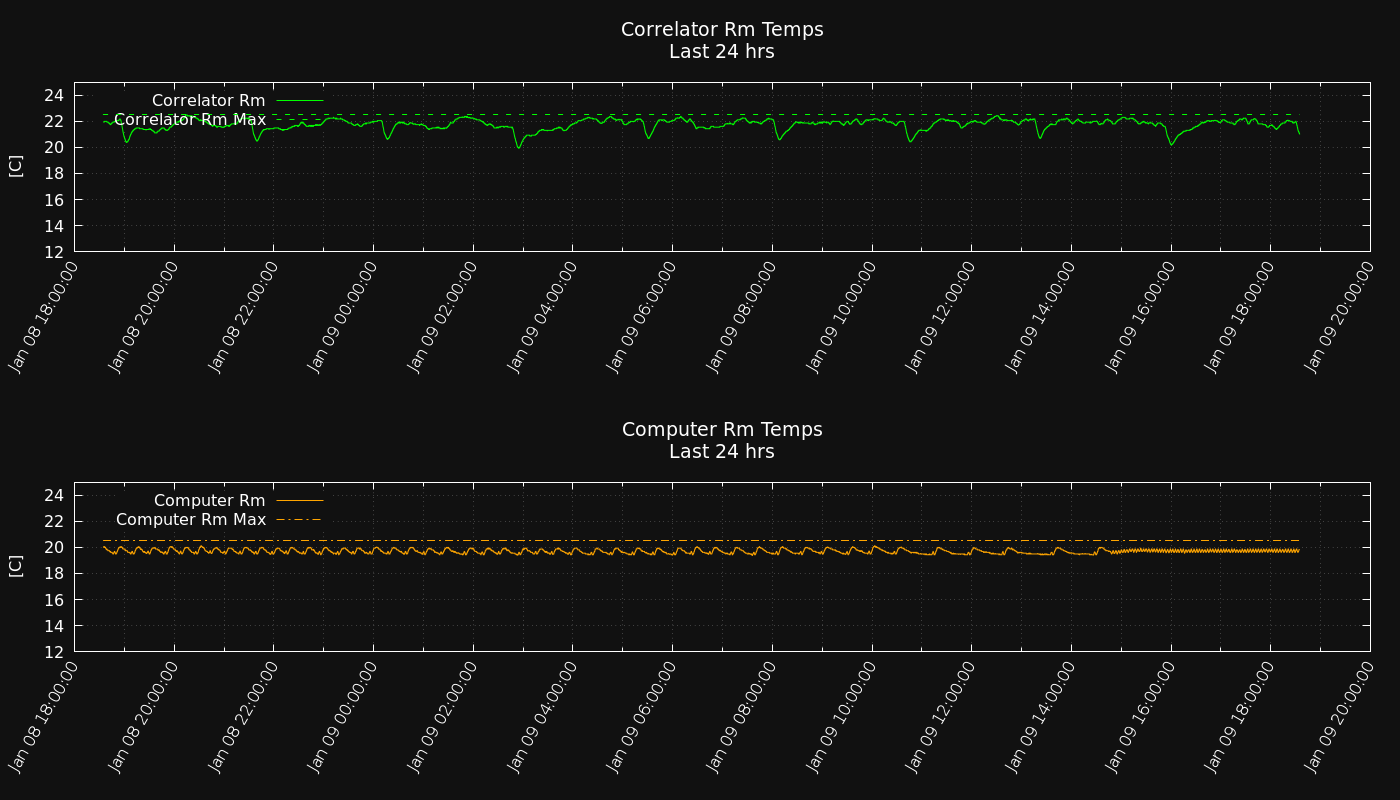 Correlator Rm Temps
Last 24 hrs
Correlator Rm
Correlator Rm Max
[C]
24
22
20
18
16
14
12
Jan 08 18:00:00
Jan 08 20:00:00
Jan 08 22:00:00
Jan 09 00:00:00
Jan 09 02:00:00
Jan 09 04:00:00
Jan 09 06:00:00
Jan 09 08:00:00
Jan 09 10:00:00
Jan 09 12:00:00
Jan 09 14:00:00
Jan 09 16:00:00
Jan 09 18:00:00
Jan 09 20:00:00
Computer Rm Temps
Last 24 hrs
Computer Rm
Computer Rm Max
[C]
24
22
20
18
16
14
12
Jan 08 18:00:00
Jan 08 20:00:00
Jan 08 22:00:00
Jan 09 00:00:00
Jan 09 02:00:00
Jan 09 04:00:00
Jan 09 06:00:00
Jan 09 08:00:00
Jan 09 10:00:00
Jan 09 12:00:00
Jan 09 14:00:00
Jan 09 16:00:00
Jan 09 18:00:00
Jan 09 20:00:00